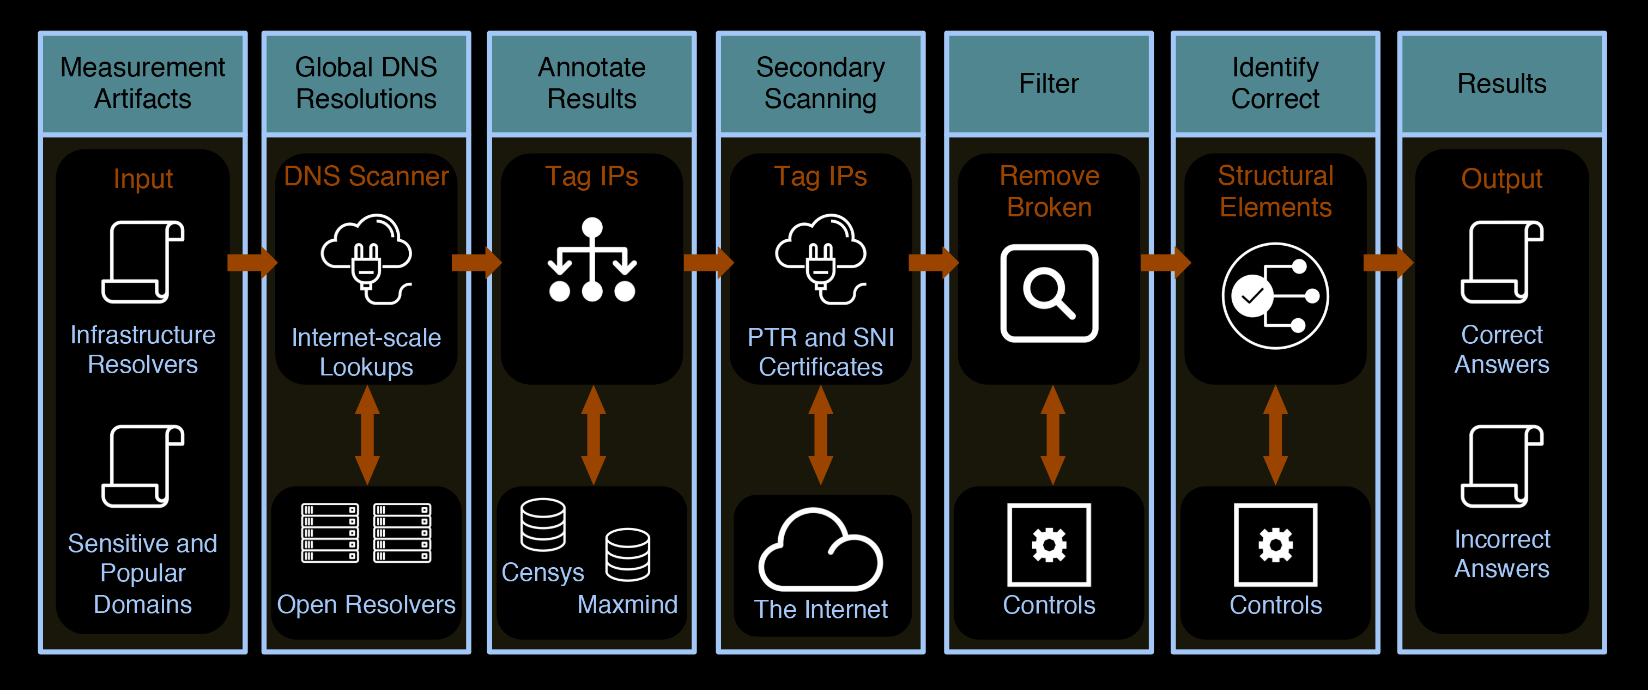 Measurement
Artifacts
Input
Infrastructure
Resolvers
Sensitive and
Popular
Domains
Global DNS
Resolutions
DNS Scanner
Internet-scale
Lookups
Open Resolvers
Annotate
Results
Tag IPs
Censys
Maxmind
Secondary
Scanning
Tag IPs
PTR and SNI
Certificates
The Internet
Filter
Remove
Broken
Controls
Identify
Correct
Structural
Elements
Controls
Results
Output
Correct
Answers
Incorrect
Answers